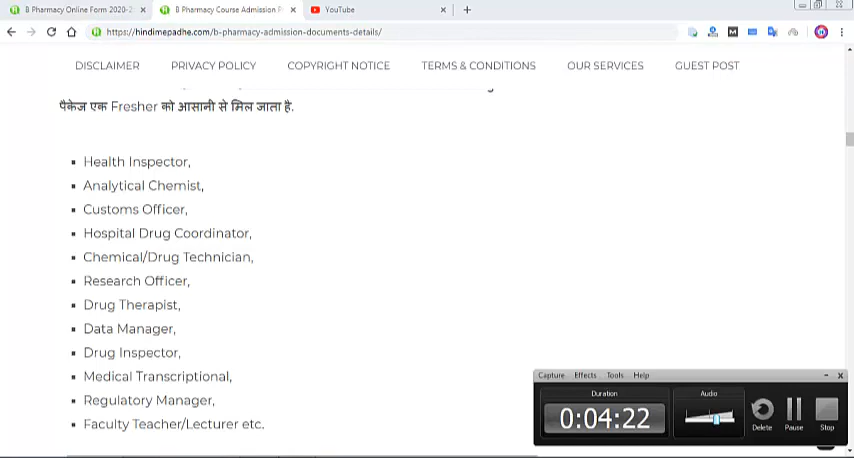 B Pharmacy Online Form 2020-2
B Pharmacy Course Admission P
YouTube
https://hindimepadhe.com/b-pharmacy-admission-documents-details/
DISCLAIMER PRIVACY POLICY COPYRIGHT NOTICE TERMS & CONDITIONS OUR SERVICES GUEST POST
पैकेज एक Fresher को आसानी से मिल जाता है.
Health Inspector,
Analytical Chemist,
Customs Officer,
Hospital Drug Coordinator,
Chemical/Drug Technician,
Research Officer,
Drug Therapist,
Data Manager,
Drug Inspector,
Medical Transcriptional,
Regulatory Manager,
Faculty Teacher/Lecturer etc.
Capture Effects Tools Help
Duration
Audio
0:04:22
Delete Pause Stop